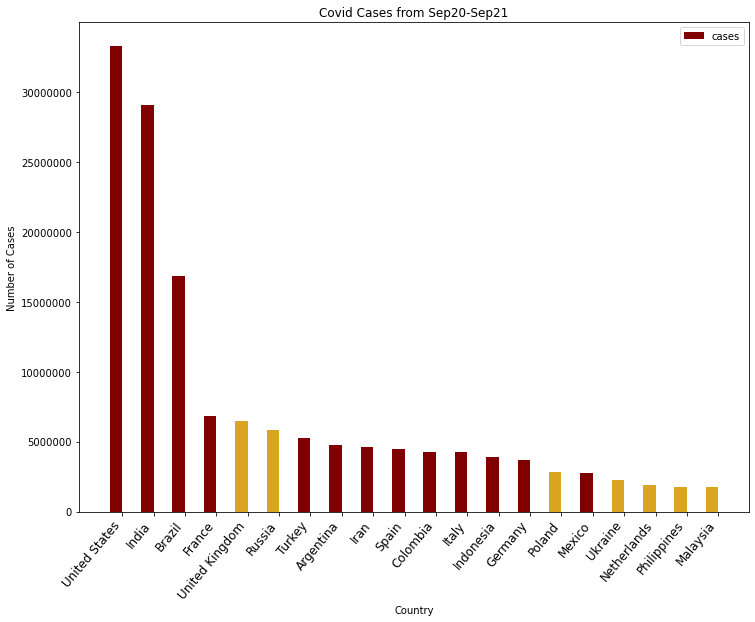 Covid Cases from Sep20-Sep21
cases
Number of Cases
30000000
25000000
20000000
15000000
10000000
5000000
0
United States
India
Brazil
France
United Kingdom
Russia
Turkey
Argentina
Iran
Spain
Colombia
Italy
Indonesia
Germany
Poland
Mexico
Ukraine
Netherlands
Philippines
Malaysia
Country